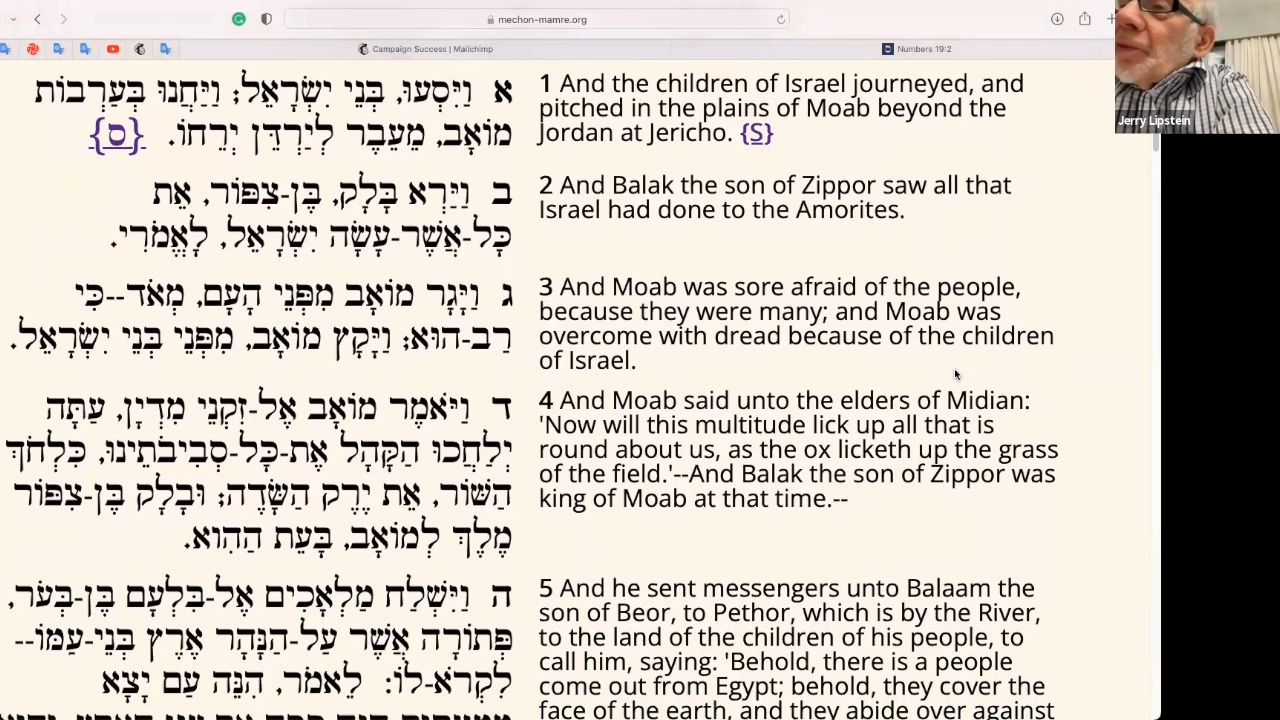 mechon-mamre.org
Campaign Success | Mailchimp
Numbers 19:2
Jerry Lipstein
א וַיִּסְעוּ, בְּנֵי יִשְׂרָאֵל; וַיַּחֲנוּ בְּעַרְבוֹת
מוֹאָב, מֵעֵבֶר לְיַרְדֵּן יְרֵחוֹ. {ס}
1 And the children of Israel journeyed, and
pitched in the plains of Moab beyond the
Jordan at Jericho. {S}
ב וַיַּרְא בָּלָק, בֶּן-צִפּוֹר, אֵת
כָּל-אֲשֶׁר-עָשָׂה יִשְׂרָאֵל, לָאֱמֹרִי.
2 And Balak the son of Zippor saw all that
Israel had done to the Amorites.
ג וַיָּגָר מוֹאָב מִפְּנֵי הָעָם, מְאֹד--כִּי
רַב-הוּא; וַיָּקָץ מוֹאָב, מִפְּנֵי בְּנֵי יִשְׂרָאֵל.
3 And Moab was sore afraid of the people,
because they were many; and Moab was
overcome with dread because of the children
of Israel.
ד וַיֹּאמֶר מוֹאָב אֶל-זִקְנֵי מִדְיָן, עַתָּה
יְלַחֲכוּ הַקָּהָל אֶת-כָּל-סְבִיבֹתֵינוּ, כִּלְחֹךְ
הַשּׁוֹר, אֵת יֶרֶק הַשָּׂדֶה; וּבָלָק בֶּן-צִפּוֹר
מֶלֶךְ לְמוֹאָב, בָּעֵת הַהִוא.
4 And Moab said unto the elders of Midian:
'Now will this multitude lick up all that is
round about us, as the ox licketh up the grass
of the field.'--And Balak the son of Zippor was
king of Moab at that time.--
ה וַיִּשְׁלַח מַלְאָכִים אֶל-בִּלְעָם בֶּן-בְּעֹר,
פְּתוֹרָה אֲשֶׁר עַל-הַנָּהָר אֶרֶץ בְּנֵי-עַמּוֹ--
לִקְרֹא-לוֹ: לֵאמֹר, הִנֵּה עַם יָצָא
5 And he sent messengers unto Balaam the
son of Beor, to Pethor, which is by the River,
to the land of the children of his people, to
call him, saying: 'Behold, there is a people
come out from Egypt; behold, they cover the
face of the earth, and they abide over against